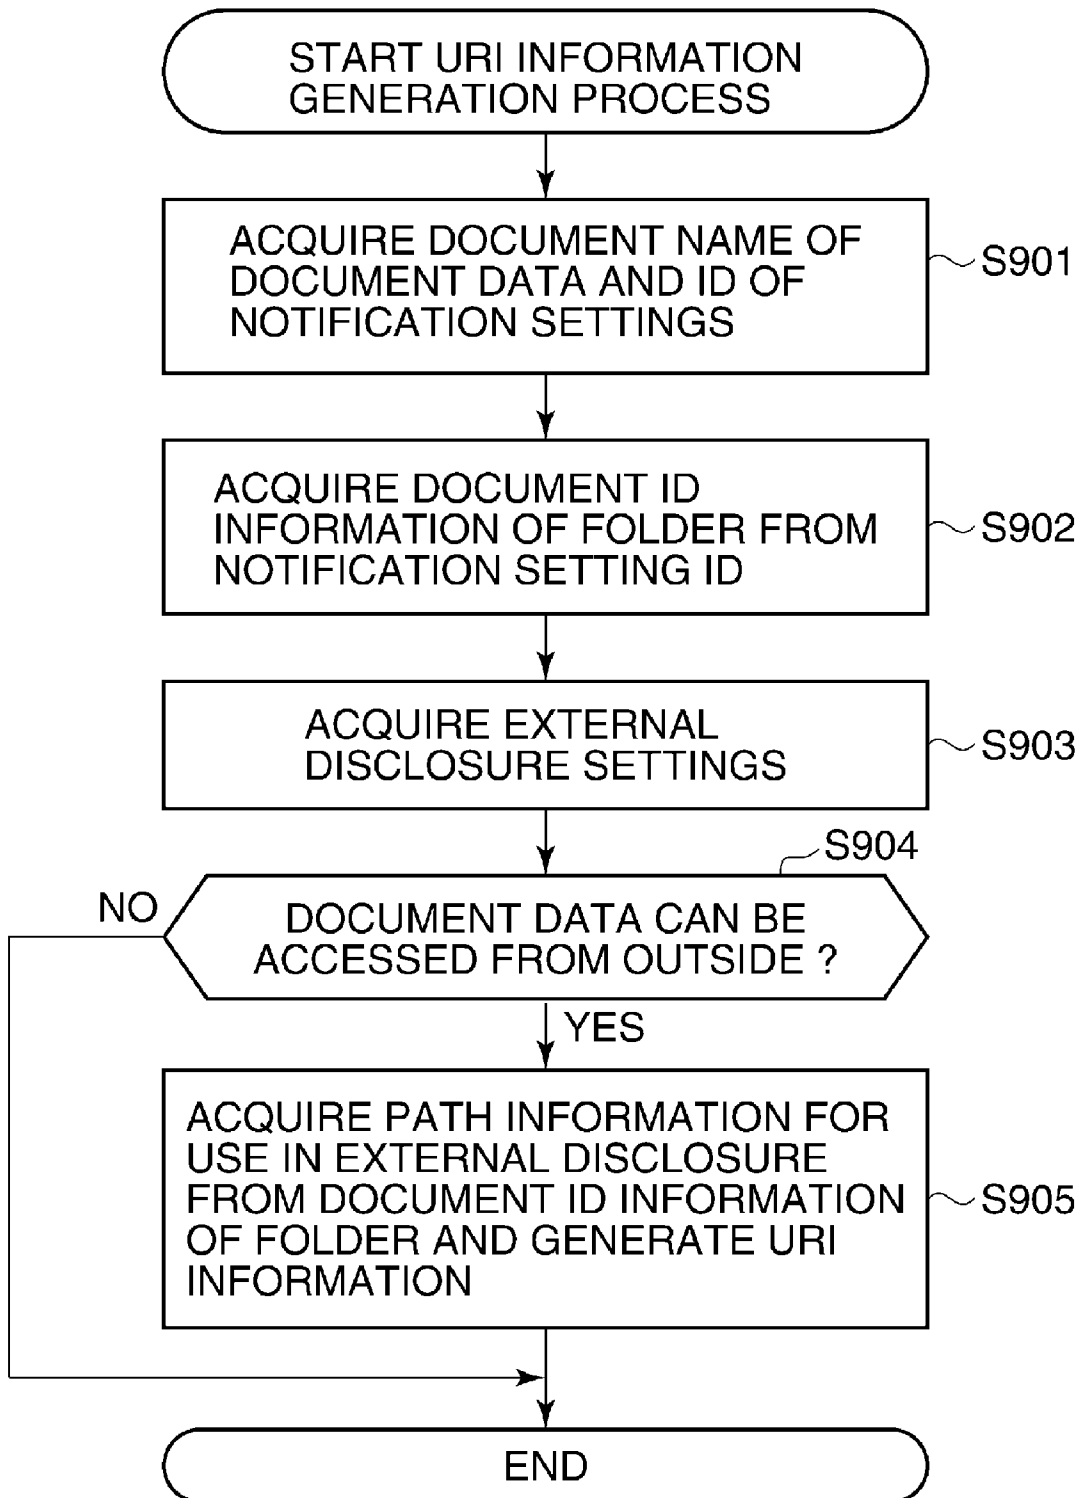 START URI INFORMATION
GENERATION PROCESS
ACQUIRE DOCUMENT NAME OF
DOCUMENT DATA AND ID OF
NOTIFICATION SETTINGS
S901
ACQUIRE DOCUMENT ID
INFORMATION OF FOLDER FROM
NOTIFICATION SETTING ID
S902
ACQUIRE EXTERNAL
DISCLOSURE SETTINGS
S903
S904
NO
DOCUMENT DATA CAN BE
ACCESSED FROM OUTSIDE ?
YES
ACQUIRE PATH INFORMATION FOR
USE IN EXTERNAL DISCLOSURE
FROM DOCUMENT ID INFORMATION
OF FOLDER AND GENERATE URI
INFORMATION
S905
END